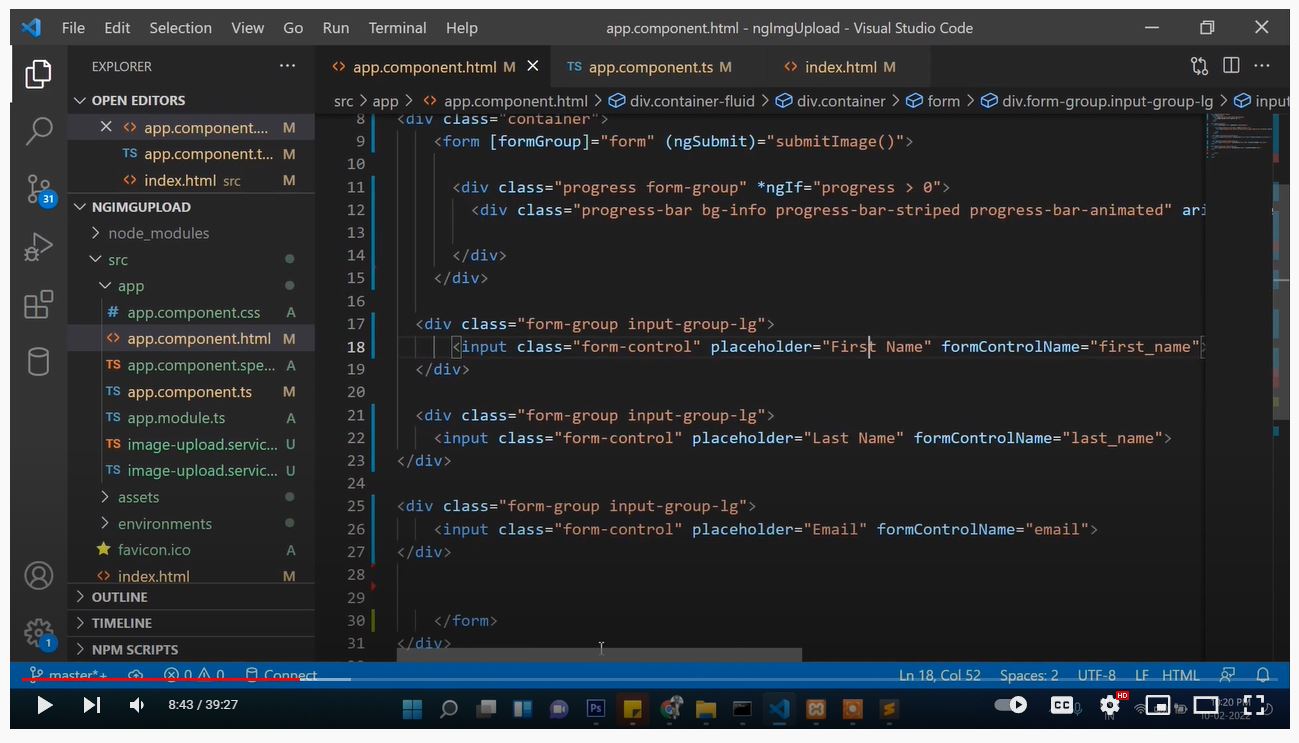 File Edit Selection View Go Run Terminal Help app.component.html - ngImgUpload - Visual Studio Code
EXPLORER ···
OPEN EDITORS
app.component.... M
TS app.component.t... M
index.html src M
NGIMGUPLOAD
node_modules
src
app
# app.component.css A
app.component.html M
TS app.component.spe... A
TS app.component.ts M
TS app.module.ts A
TS image-upload.servic... U
TS image-upload.servic... U
assets
environments
favicon.ico A
index.html M
OUTLINE
TIMELINE
NPM SCRIPTS
31
1
app.component.html M TS app.component.ts M index.html M
src > app > app.component.html > div.container-fluid > div.container > form > div.form-group.input-group-lg > input
8 <div class="container">
9 <form [formGroup]="form" (ngSubmit)="submitImage()">
10
11 <div class="progress form-group" *ngIf="progress > 0">
12 <div class="progress-bar bg-info progress-bar-striped progress-bar-animated" ari
13
14 </div>
15 </div>
16
17 <div class="form-group input-group-lg">
18 <input class="form-control" placeholder="First Name" formControlName="first_name">
19 </div>
20
21 <div class="form-group input-group-lg">
22 <input class="form-control" placeholder="Last Name" formControlName="last_name">
23 </div>
24
25 <div class="form-group input-group-lg">
26 <input class="form-control" placeholder="Email" formControlName="email">
27 </div>
28
29
30 </form>
31 </div>
master*+ 0 0 Connect Ln 18, Col 52 Spaces: 2 UTF-8 LF HTML
8:43 / 39:27 Ps CC HD IN
10-02-2022